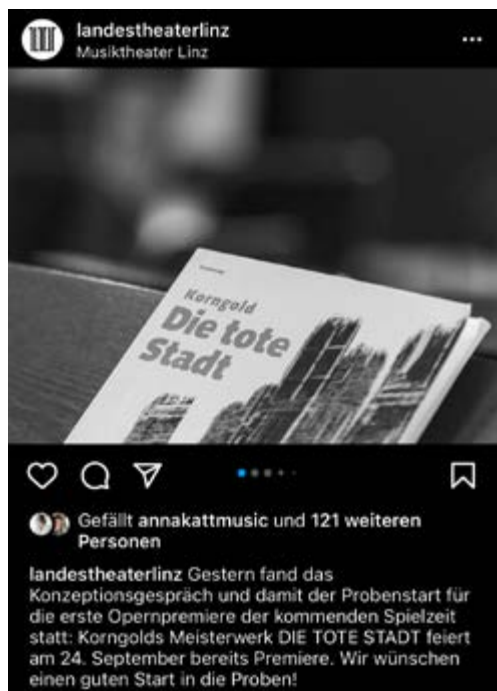 landestheaterlinz
Musiktheater Linz
Korngold
Die tote
Stadt
Gefällt annakattmusic und 121 weiteren
Personen
landestheaterlinz Gestern fand das
Konzeptionsgespräch und damit der Probenstart für
die erste Opernpremiere der kommenden Spielzeit
statt: Korngolds Meisterwerk DIE TOTE STADT feiert
am 24. September bereits Premiere. Wir wünschen
einen guten Start in die Proben!